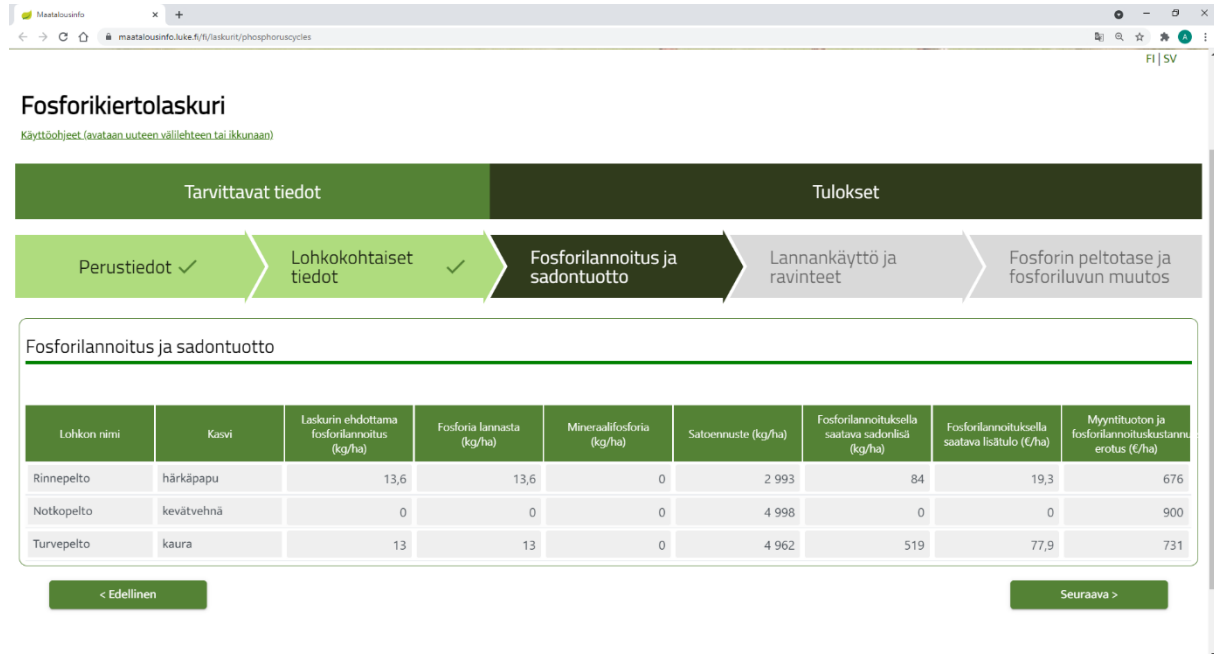 Maatalousinfo
maatalousinfo.luke.fi/fi/laskurit/phosphoruscycles
A
FI | SV
Fosforikiertolaskuri
Käyttöohjeet (avataan uuteen välilehteen tai ikkunaan)
Tarvittavat tiedot
Tulokset
Perustiedot
Lohkokohtaiset
tiedot
Fosforilannoitus ja
sadontuotto
Lannankäyttö ja
ravinteet
Fosforin peltotase ja
fosforiluvun muutos
Fosforilannoitus ja sadontuotto
Lohkon nimi
Kasvi
Laskurin ehdottama
fosforilannoitus
(kg/ha)
Fosforia lannasta
(kg/ha)
Mineraalifosforia
(kg/ha)
Satoennuste (kg/ha)
Fosforilannoituksella
saatava sadonlisä
(kg/ha)
Fosforilannoituksella
saatava lisätulo (€/ha)
Myyntituoton ja
fosforilannoituskustannu
erotus (€/ha)
Rinnepelto härkäpapu 13,6 13,6 0 2 993 84 19,3 676
Notkopelto kevätvehnä 0 0 0 4 998 0 0 900
Turvepelto kaura 13 13 0 4 962 519 77,9 731
< Edellinen
Seuraava >